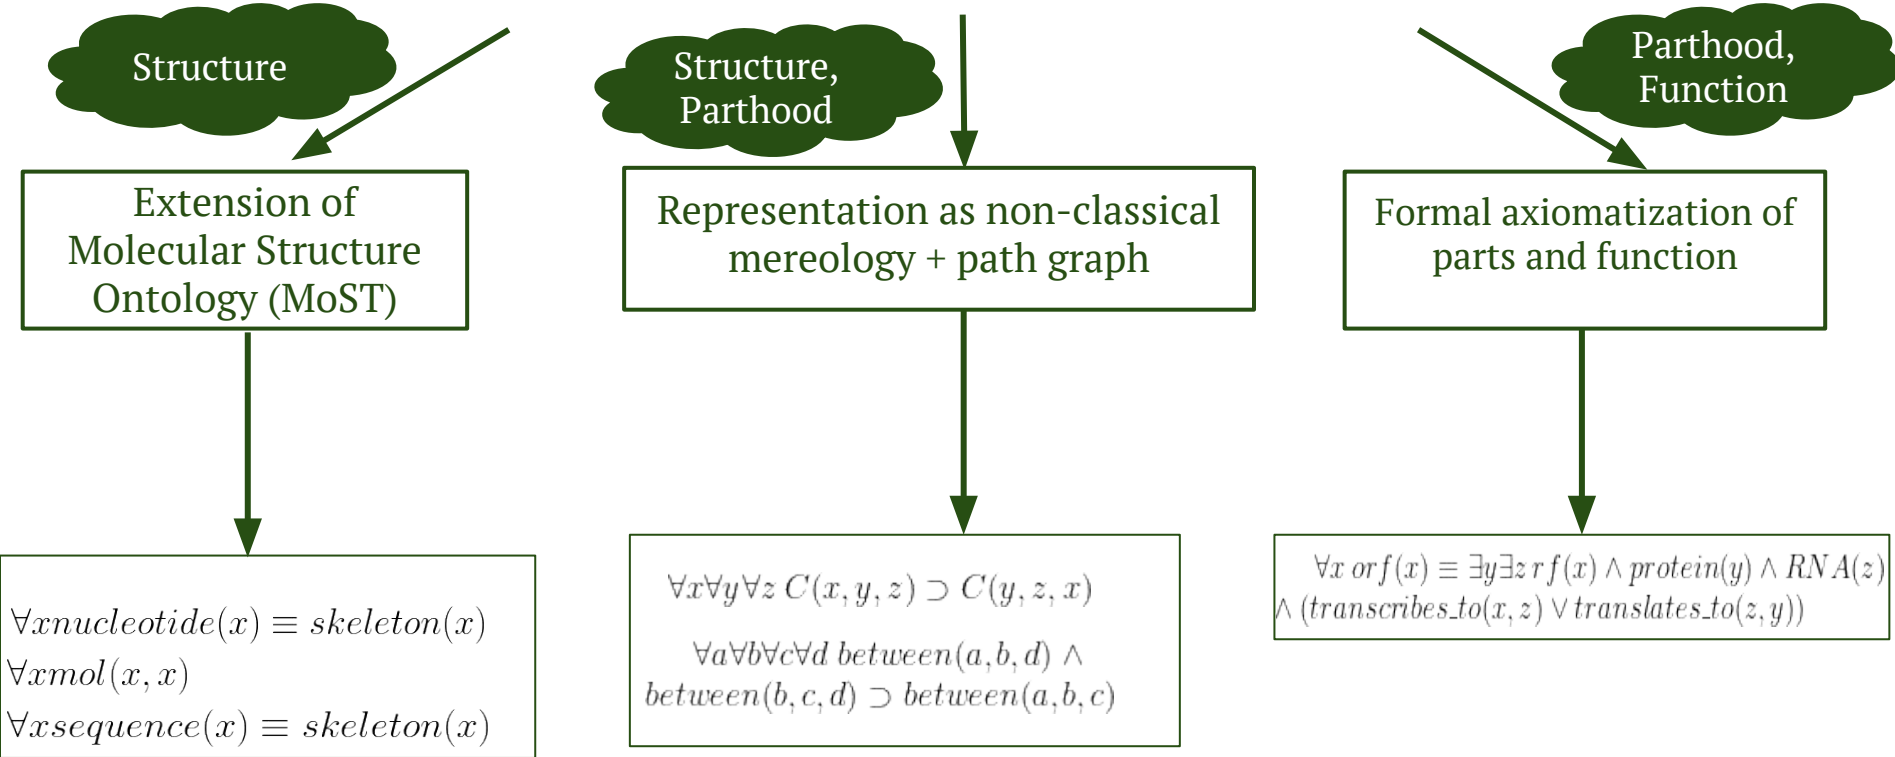 Structure
Structure,
Parthood
Parthood,
Function
Extension of
Molecular Structure
Ontology (MoST)
Representation as non-classical
mereology + path graph
Formal axiomatization of
parts and function
∀xnucleotide(x) ≡ skeleton(x)
∀xmol(x, x)
∀xsequence(x) ≡ skeleton(x)
∀x∀y∀z C(x, y, z) ⊃ C(y, z, x)
∀a∀b∀c∀d between(a, b, d) ∧
between(b, c, d) ⊃ between(a, b, c)
∀x orf(x) ≡ ∃y∃z rf(x) ∧ protein(y) ∧ RNA(z)
∧ (transcribes_to(x, z) ∨ translates_to(z, y))